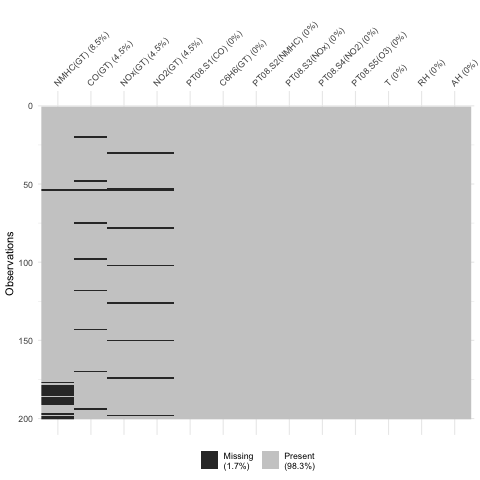 NMHC(GT) (8.5%)
CO(GT) (4.5%)
NOx(GT) (4.5%)
NO2(GT) (4.5%)
PT08.S1(CO) (0%)
C6H6(GT) (0%)
PT08.S2(NMHC) (0%)
PT08.S3(NOx) (0%)
PT08.S4(NO2) (0%)
PT08.S5(O3) (0%)
T (0%)
RH (0%)
AH (0%)
0
50
100
150
200
Observations
Missing
(1.7%)
Present
(98.3%)